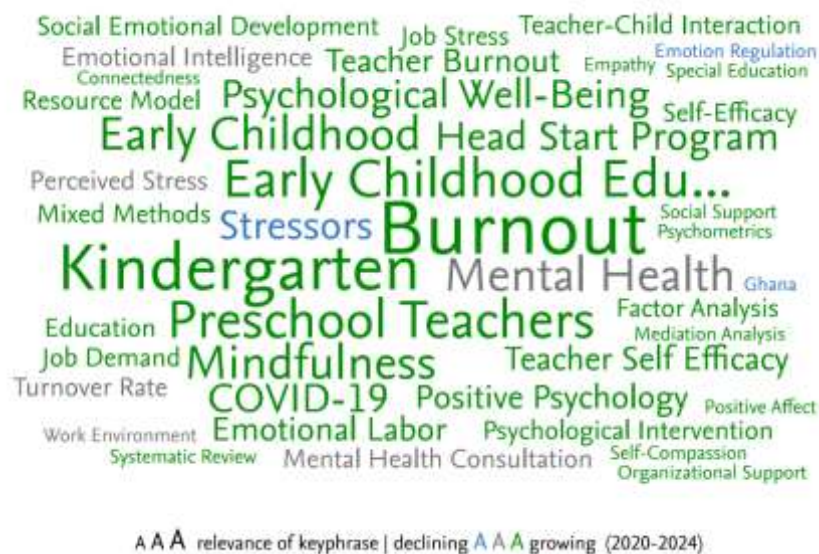 Social Emotional Development Job Stress Teacher-Child Interaction
Emotional Intelligence Teacher Burnout Empathy Emotion Regulation
Connectedness Special Education
Resource Model Psychological Well-Being Self-Efficacy
Early Childhood Head Start Program
Perceived Stress Early Childhood Edu...
Mixed Methods Stressors Burnout Social Support
Psychometrics
Kindergarten Mental Health Ghana
Education Preschool Teachers Factor Analysis
Mediation Analysis
Job Demand Mindfulness Teacher Self Efficacy
Turnover Rate COVID-19 Positive Psychology Positive Affect
Work Environment Emotional Labor Psychological Intervention
Systematic Review Mental Health Consultation Self-Compassion
Organizational Support
A A A relevance of keyphrase | declining A A A growing (2020-2024)